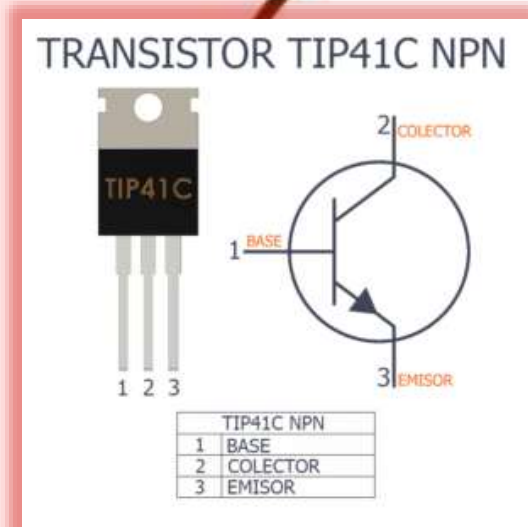 TRANSISTOR TIP41C NPN
TIP41C
1 2 3
2 COLECTOR
1 BASE
3 EMISOR
TIP41C NPN
1 BASE
2 COLECTOR
3 EMISOR